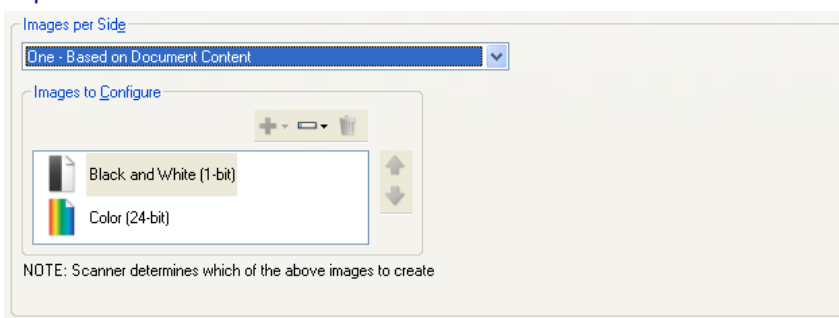 Images per Side
One - Based on Document Content
Images to Configure
Black and White (1-bit)
Color (24-bit)
NOTE: Scanner determines which of the above images to create